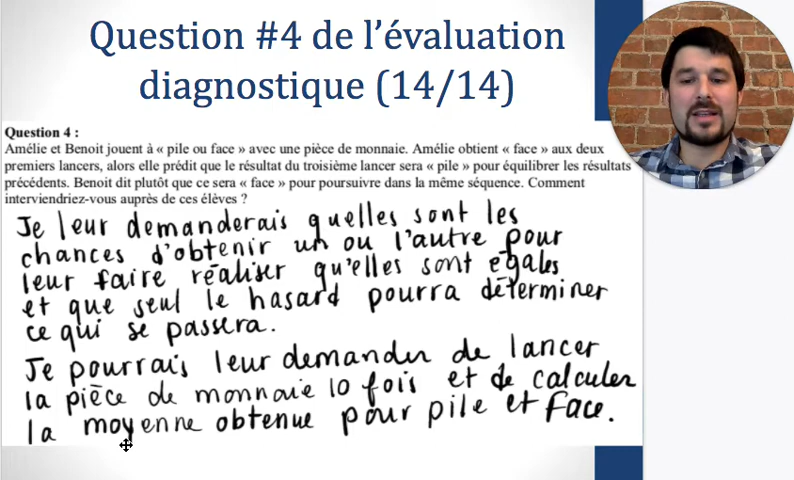 Question #4 de l’évaluation
diagnostique (14/14)
Question 4 :
Amélie et Benoit jouent à « pile ou face » avec une pièce de monnaie. Amélie obtient « face » aux deux
premiers lancers, alors elle prédit que le résultat du troisième lancer sera « pile » pour équilibrer les résultats
précédents. Benoit dit plutôt que ce sera « face » pour poursuivre dans la même séquence. Comment
interviendriez-vous auprès de ces élèves ?
Je leur demanderais quelles sont les
chances d'obtenir un ou l'autre pour
leur faire réaliser qu'elles sont égales
et que seul le hasard pourra déterminer
ce qui se passera.
Je pourrais leur demander de lancer
la pièce de monnaie 10 fois et de calculer
la moyenne obtenue pour pile et face.